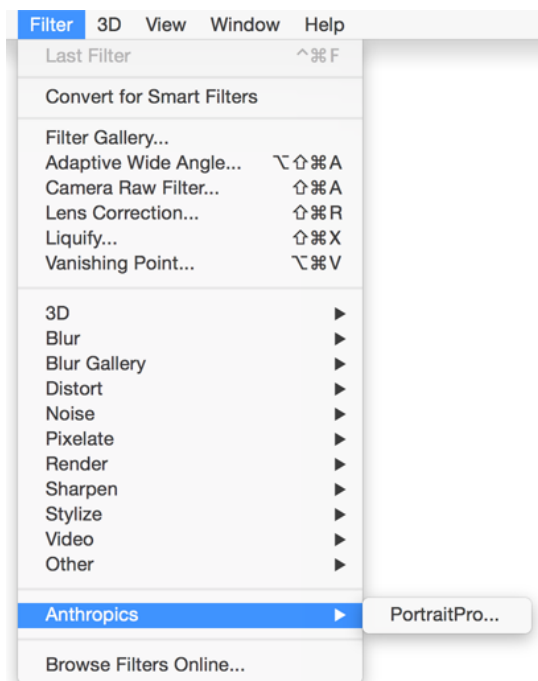 Filter 3D View Window Help
Last Filter ^⌘F
Convert for Smart Filters
Filter Gallery...
Adaptive Wide Angle... ⌥⇧⌘A
Camera Raw Filter... ⇧⌘A
Lens Correction... ⇧⌘R
Liquify... ⇧⌘X
Vanishing Point... ⌥⌘V
3D ▶
Blur ▶
Blur Gallery ▶
Distort ▶
Noise ▶
Pixelate ▶
Render ▶
Sharpen ▶
Stylize ▶
Video ▶
Other ▶
Anthropics ▶ PortraitPro...
Browse Filters Online...